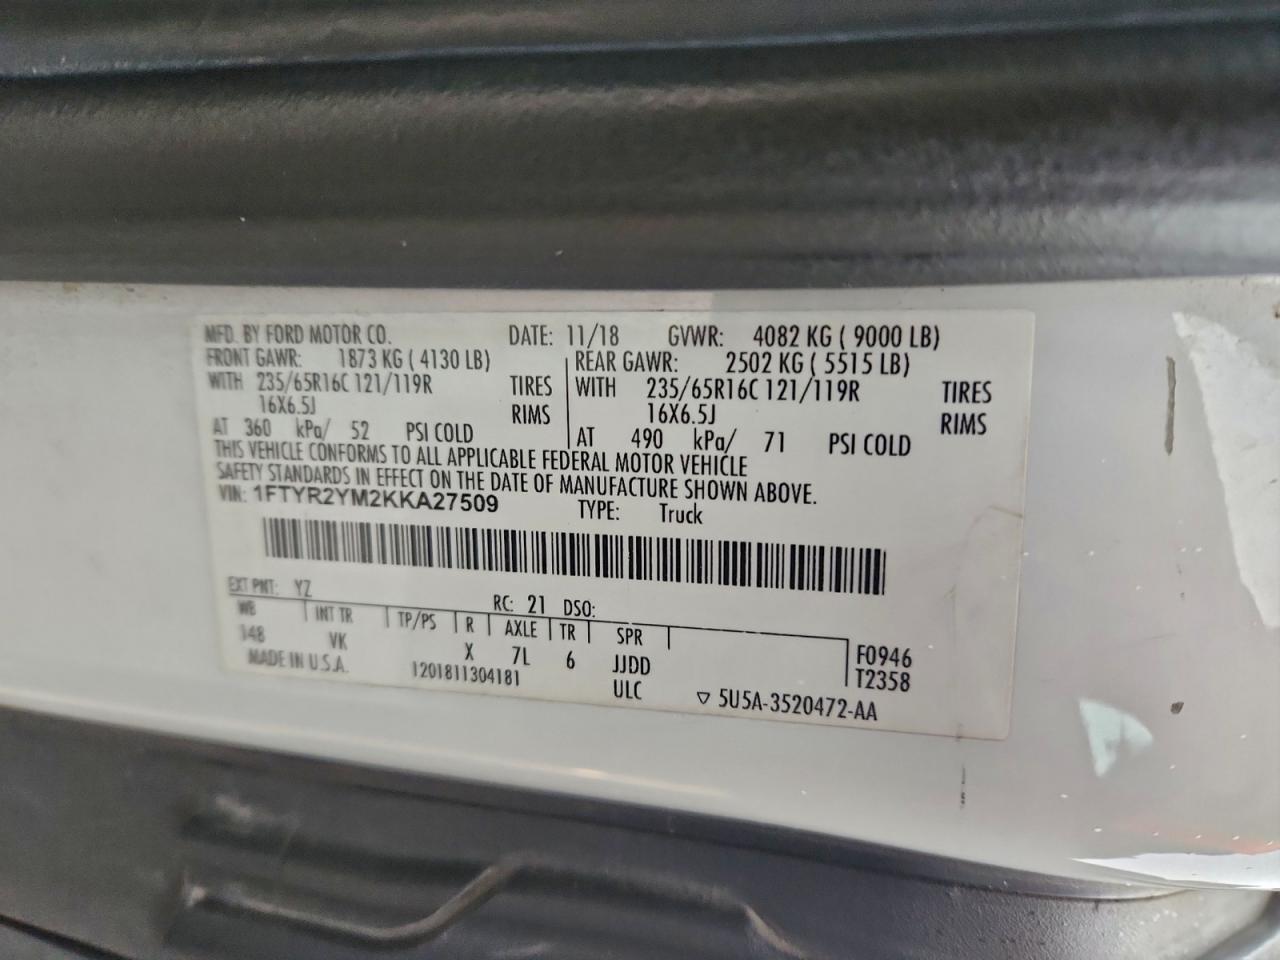 MFD. BY FORD MOTOR CO. DATE: 11/18 GVWR: 4082 KG ( 9000 LB)
FRONT GAWR: 1873 KG ( 4130 LB) REAR GAWR: 2502 KG ( 5515 LB)
WITH 235/65R16C 121/119R TIRES WITH 235/65R16C 121/119R TIRES
16X6.5J RIMS 16X6.5J RIMS
AT 360 kPa/ 52 PSI COLD AT 490 kPa/ 71 PSI COLD
THIS VEHICLE CONFORMS TO ALL APPLICABLE FEDERAL MOTOR VEHICLE
SAFETY STANDARDS IN EFFECT ON THE DATE OF MANUFACTURE SHOWN ABOVE.
VIN: 1FTYR2YM2KKA27509 TYPE: Truck
EXT PNT: YZ RC: 21 DSO:
WB INT TR TP/PS R AXLE TR SPR F0946
148 VK X 7L 6 JJDD T2358
MADE IN U.S.A. 1201811304181 ULC ▽ 5U5A-3520472-AA